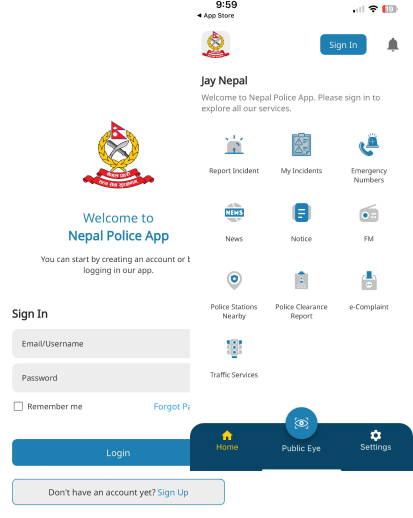 9:59
◄ App Store
19
Sign In
Jay Nepal
Welcome to Nepal Police App. Please sign in to
explore all our services.
Report Incident
My Incidents
Emergency
Numbers
NEWS
News
Notice
FM
Police Stations
Nearby
Police Clearance
Report
e-Complaint
Traffic Services
Home
Public Eye
Settings
Welcome to
Nepal Police App
You can start by creating an account or b
logging in our app.
Sign In
Email/Username
Password
Remember me
Forgot Pa
Login
Don't have an account yet? Sign Up